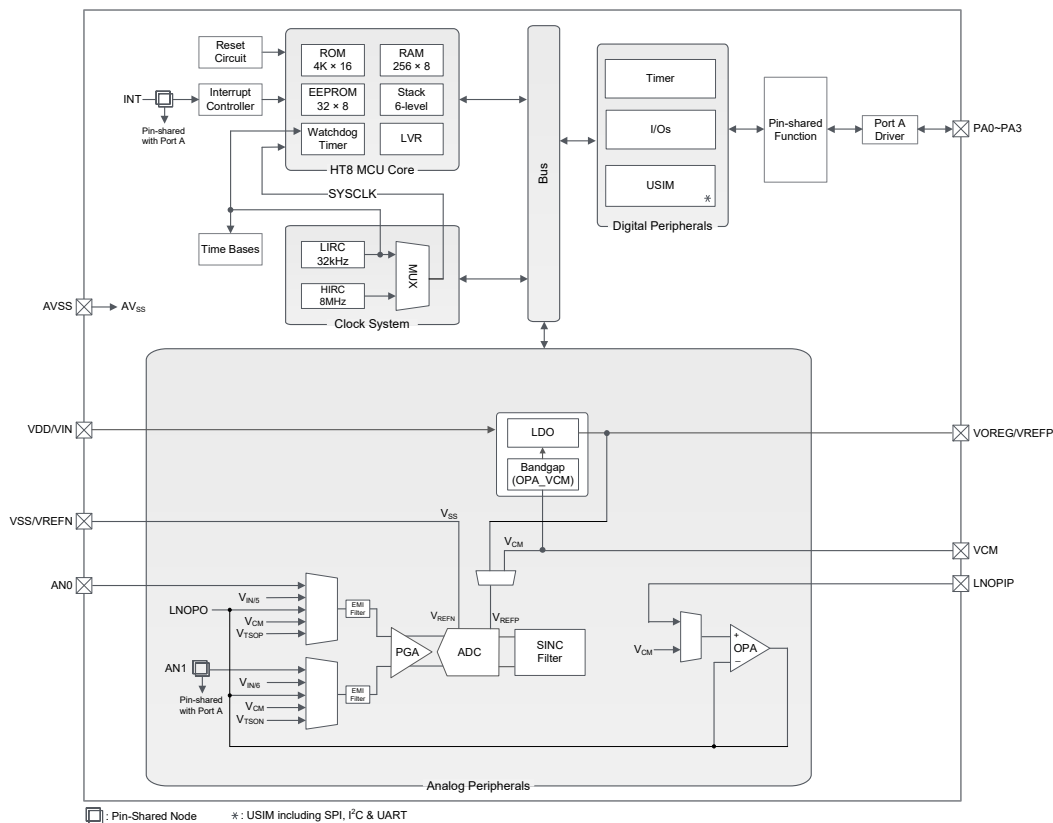 Reset
Circuit
INT
Pin-shared
with Port A
Interrupt
Controller
ROM
4K × 16
RAM
256 × 8
EEPROM
32 × 8
Stack
6-level
Watchdog
Timer
LVR
HT8 MCU Core
SYSCLK
Time Bases
LIRC
32kHz
HIRC
8MHz
MUX
Clock System
Bus
Timer
I/Os
USIM
*
Digital Peripherals
Pin-shared
Function
Port A
Driver
PA0~PA3
AVSS
AVSS
VDD/VIN
LDO
Bandgap
(OPA_VCM)
VOREG/VREFP
VSS/VREFN
VSS
VCM
VCM
AN0
LNOPIP
VIN/5
LNOPO
VCM
VTSOP
EMI
Filter
VREFN
VREFP
PGA
ADC
SINC
Filter
VCM
+
OPA
−
AN1
Pin-shared
with Port A
VIN/6
VCM
VTSON
EMI
Filter
Analog Peripherals
: Pin-Shared Node
* : USIM including SPI, I²C & UART